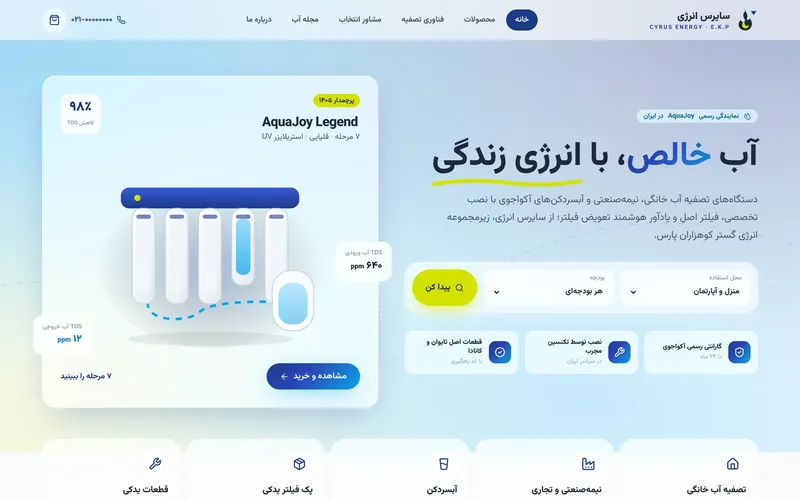 سایرس انرژی
CYRUS ENERGY · E.K.P
خانه
محصولات
فناوری تصفیه
مشاور انتخاب
مجله آب
درباره ما
۰۲۱-۰۰۰۰۰۰۰۰
نمایندگی رسمی AquaJoy در ایران
آب خالص، با انرژی زندگی
دستگاه‌های تصفیه آب خانگی، نیمه‌صنعتی و آبسردکن‌های آکواجوی با نصب
تخصصی، فیلتر اصل و یادآور هوشمند تعویض فیلتر؛ از سایرس انرژی، زیرمجموعه
انرژی گستر کوهزاران پارس.
محل استفاده
منزل و آپارتمان
بودجه
هر بودجه‌ای
پیدا کن
گارانتی رسمی آکواجوی
تا ۲۴ ماه
نصب توسط تکنسین
مجرب
در سراسر ایران
قطعات اصل تایوان و
کانادا
با کد رهگیری
پرچمدار ۱۴۰۵
AquaJoy Legend
۷ مرحله · قلیایی · استریلایزر UV
۹۸٪
کاهش TDS
TDS آب ورودی
۶۴۰ ppm
TDS آب خروجی
۱۲ ppm
مشاهده و خرید
۷ مرحله را ببینید
تصفیه آب خانگی
نیمه‌صنعتی و تجاری
آبسردکن
پک فیلتر یدکی
قطعات یدکی